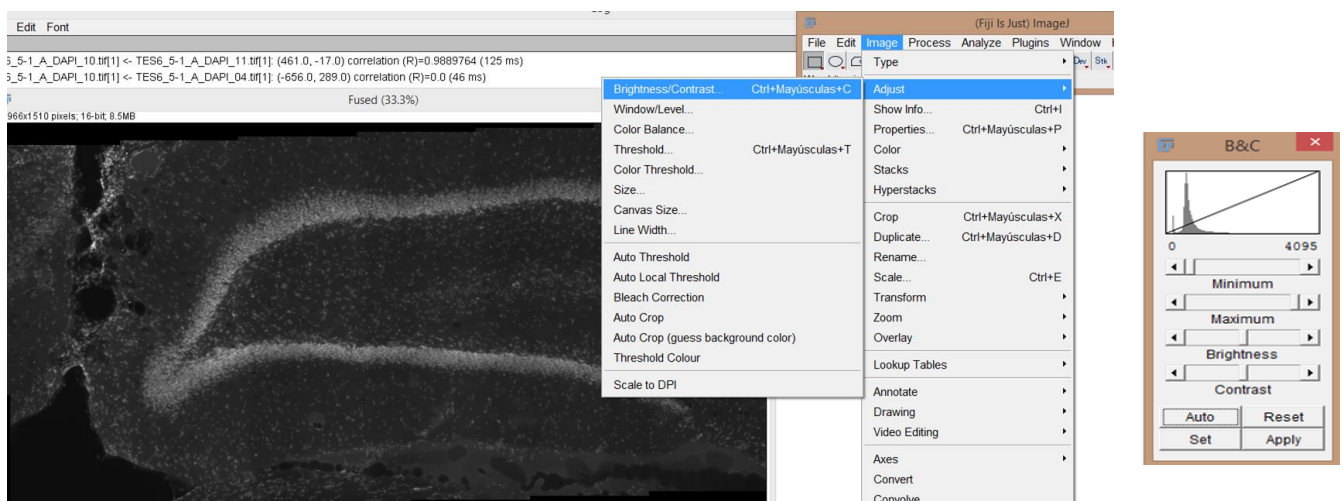 Edit Font
(Fiji Is Just) ImageJ
File Edit Image Process Analyze Plugins Window
5_5-1_A_DAPI_10.tif[1] <- TES6_5-1_A_DAPI_11.tif[1]: (461.0, -17.0) correlation (R)=0.9889764 (125 ms)
5_5-1_A_DAPI_10.tif[1] <- TES6_5-1_A_DAPI_04.tif[1]: (-656.0, 289.0) correlation (R)=0.0 (46 ms)
Dev Stk
Fused (33.3%)
966x1510 pixels; 16-bit; 8.5MB
Brightness/Contrast... Ctrl+Mayúsculas+C
Window/Level...
Color Balance...
Threshold... Ctrl+Mayúsculas+T
Color Threshold...
Size...
Canvas Size...
Line Width...
Auto Threshold
Auto Local Threshold
Bleach Correction
Auto Crop
Auto Crop (guess background color)
Threshold Colour
Scale to DPI
Type
Adjust
Show Info... Ctrl+I
Properties... Ctrl+Mayúsculas+P
Color
Stacks
Hyperstacks
Crop Ctrl+Mayúsculas+X
Duplicate... Ctrl+Mayúsculas+D
Rename...
Scale... Ctrl+E
Transform
Zoom
Overlay
Lookup Tables
Annotate
Drawing
Video Editing
Axes
Convert
Convolve
B&C
0 4095
Minimum
Maximum
Brightness
Contrast
Auto Reset
Set Apply